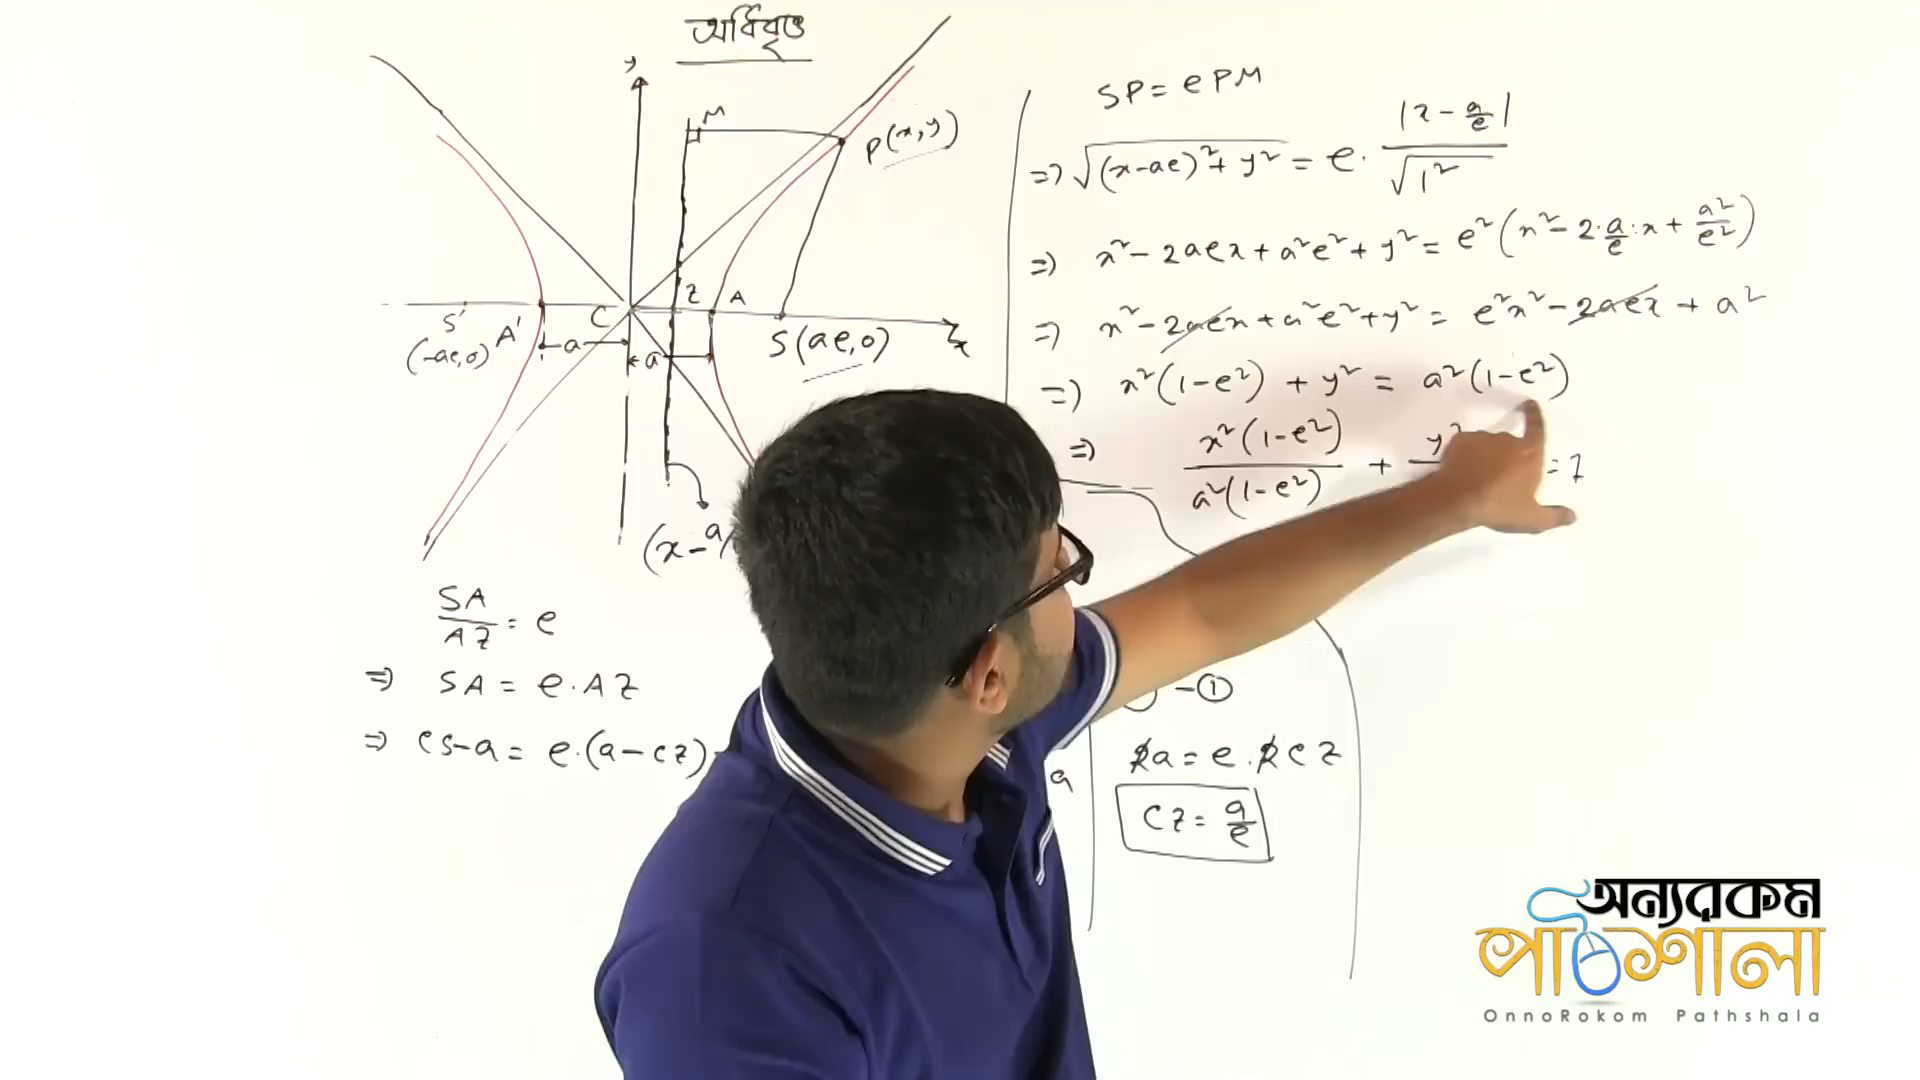 অধিবৃত্ত
y
M
P(x,y)
Z
A
C
S'
A'
(-ae,0)
a
a
S(ae,0)
x
(x-a/
SA/AZ = e
=> SA = e.AZ
=> CS-a = e.(a-CZ)
SP = ePM
=> √((x-ae)²+y²) = e. |x-a/e|/√1²
=> x²-2aex+a²e²+y² = e²(x²-2.a/e.x+a²/e²)
=> x²-2aex+a²e²+y² = e²x²-2aex+a²
=> x²(1-e²)+y² = a²(1-e²)
=> x²(1-e²)/a²(1-e²) + y² =1
-①
a
2a = e.2CZ
CZ = a/e
অন্যরকম
পাঠশালা
OnnoRokom Pathshala